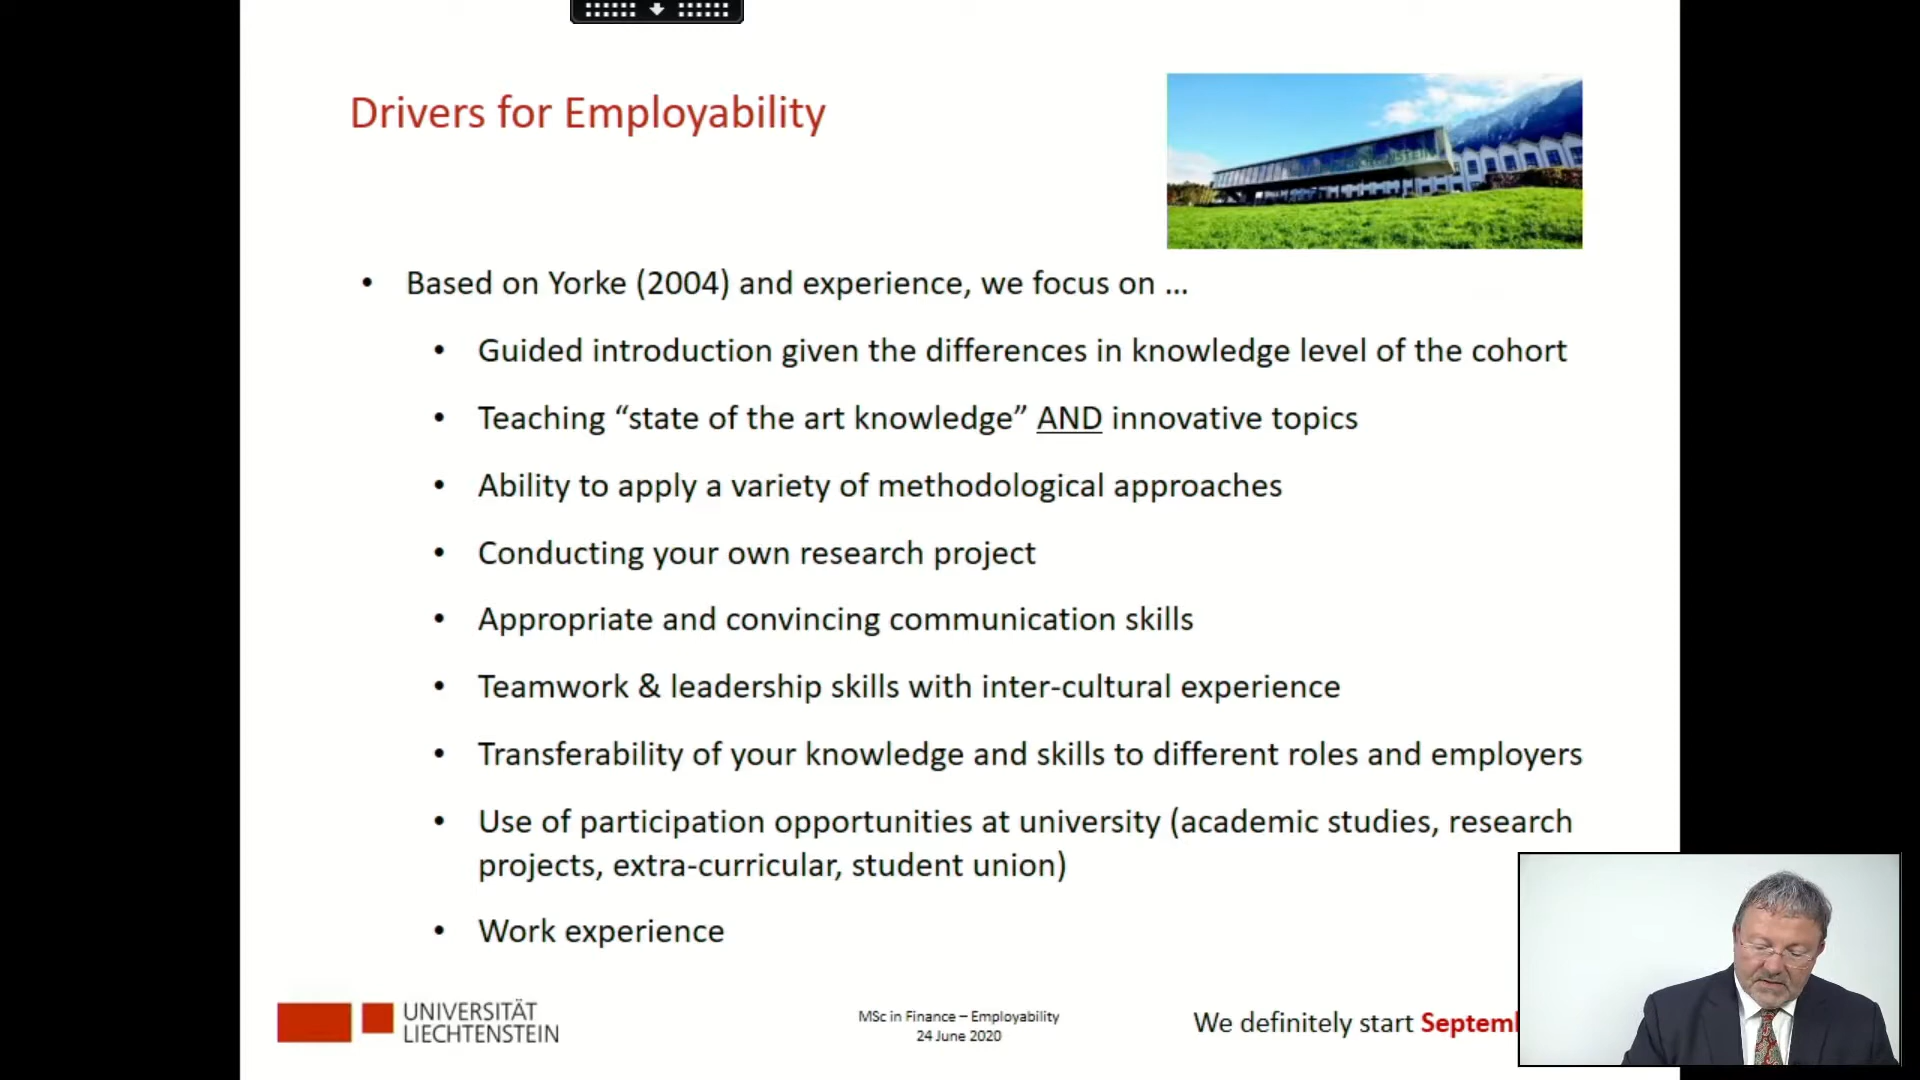 Drivers for Employability
• Based on Yorke (2004) and experience, we focus on ...
• Guided introduction given the differences in knowledge level of the cohort
• Teaching “state of the art knowledge” AND innovative topics
• Ability to apply a variety of methodological approaches
• Conducting your own research project
• Appropriate and convincing communication skills
• Teamwork & leadership skills with inter-cultural experience
• Transferability of your knowledge and skills to different roles and employers
• Use of participation opportunities at university (academic studies, research
projects, extra-curricular, student union)
• Work experience
UNIVERSITÄT
LIECHTENSTEIN
MSc in Finance – Employability
24 June 2020
We definitely start